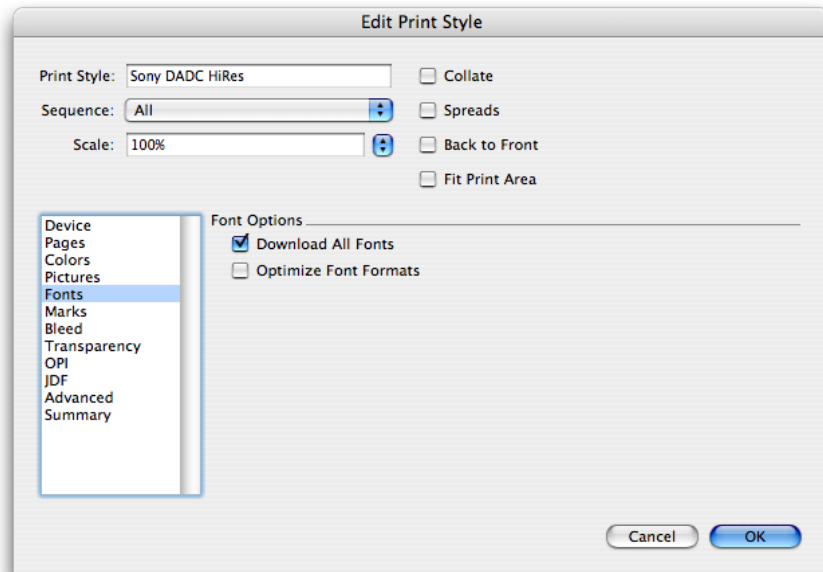 Edit Print Style
Print Style: Sony DADC HiRes
Collate
Sequence: All
Spreads
Scale: 100%
Back to Front
Fit Print Area
Device
Pages
Colors
Pictures
Fonts
Marks
Bleed
Transparency
OPI
JDF
Advanced
Summary
Font Options
Download All Fonts
Optimize Font Formats
Cancel
OK